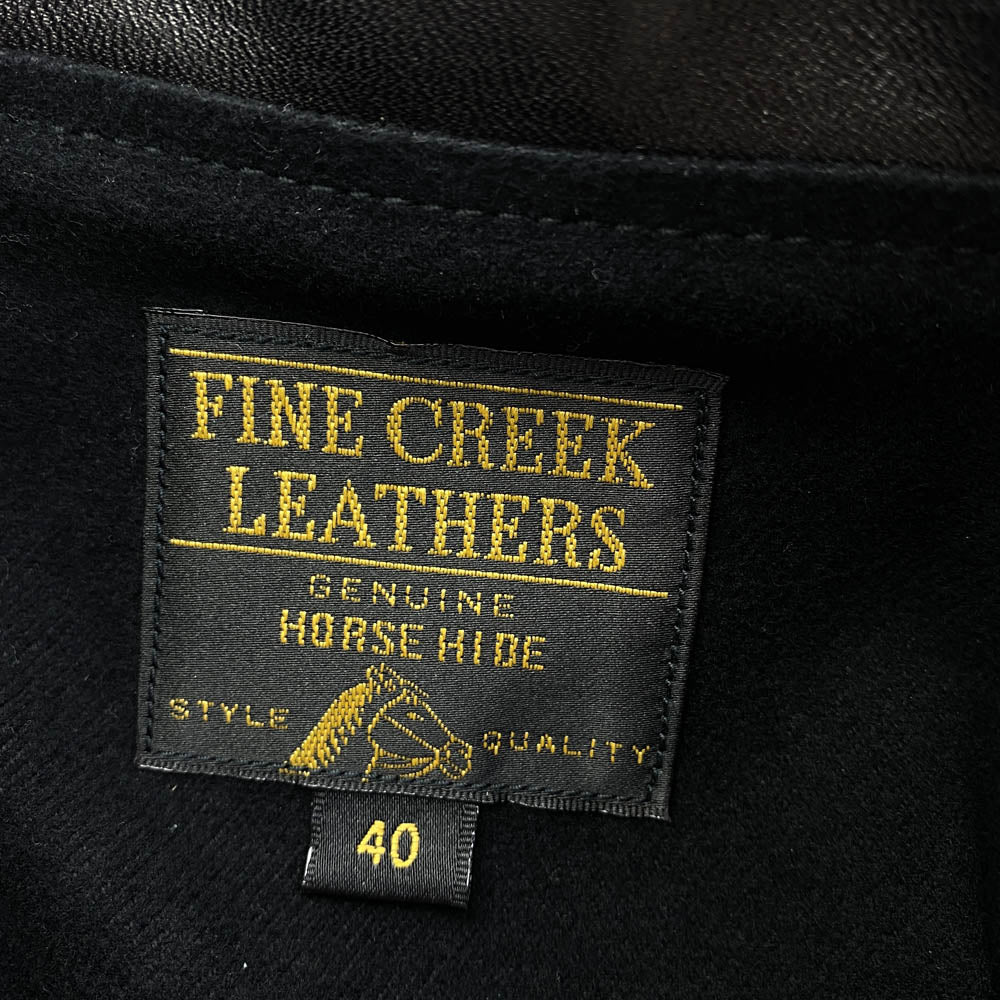 FINE CREEK
LEATHERS
GENUINE
HORSE HIDE
STYLE QUALITY
40